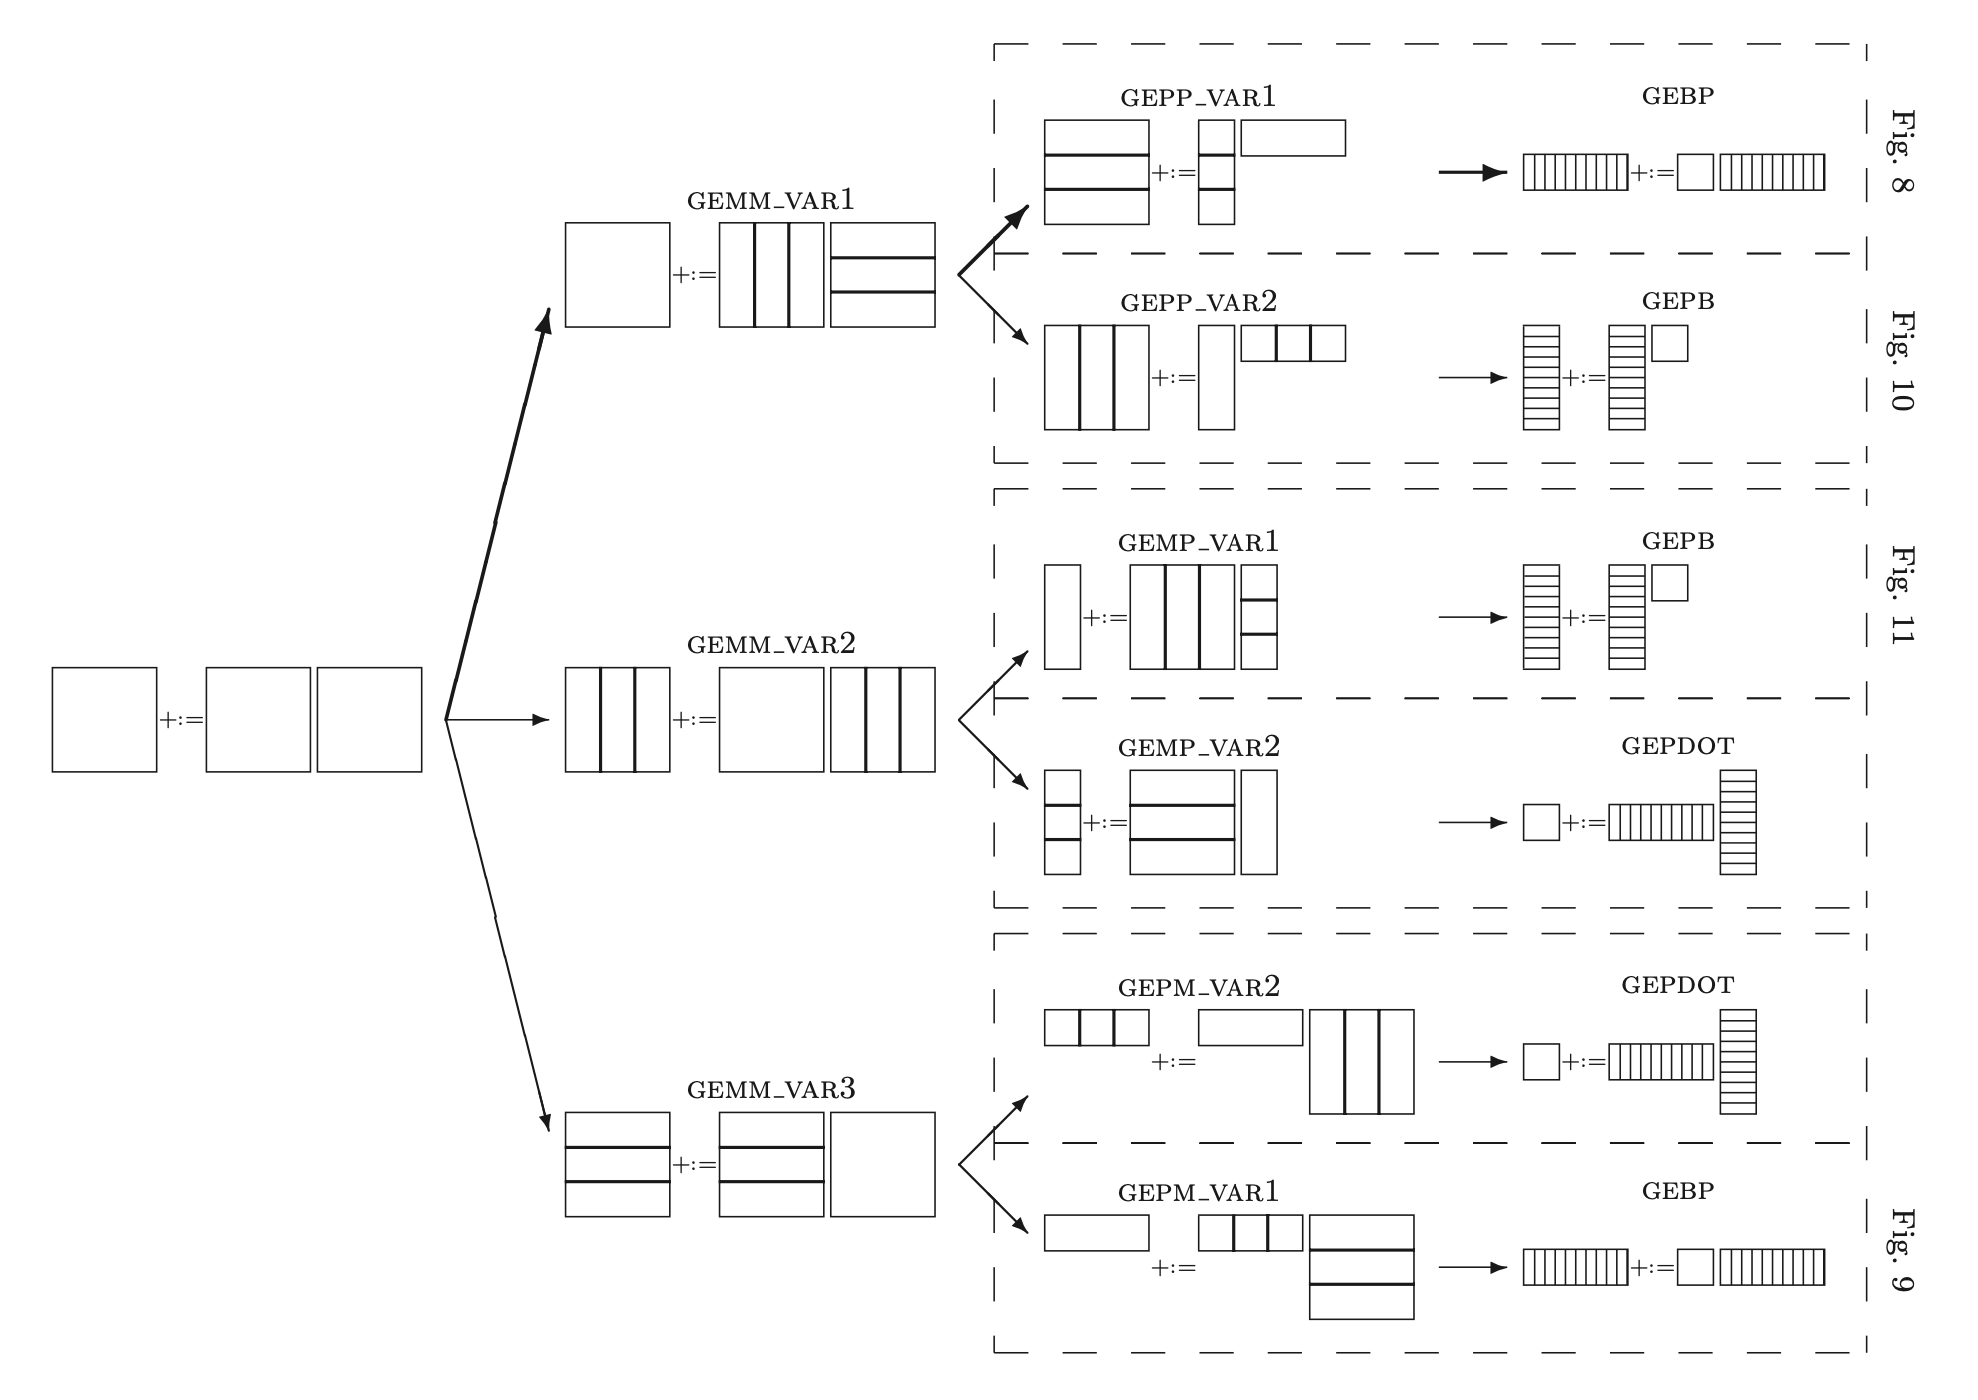 GEPP_VAR1
GEBP
+:=
+:=
Fig. 8
GEMM_VAR1
+:=
GEPP_VAR2
GEPB
+:=
+:=
Fig. 10
GEMP_VAR1
GEPB
+:=
+:=
Fig. 11
GEMM_VAR2
+:=
+:=
GEMP_VAR2
GEPDOT
+:=
+:=
GEPM_VAR2
GEPDOT
+:=
+:=
GEMM_VAR3
+:=
GEPM_VAR1
GEBP
+:=
+:=
Fig. 9